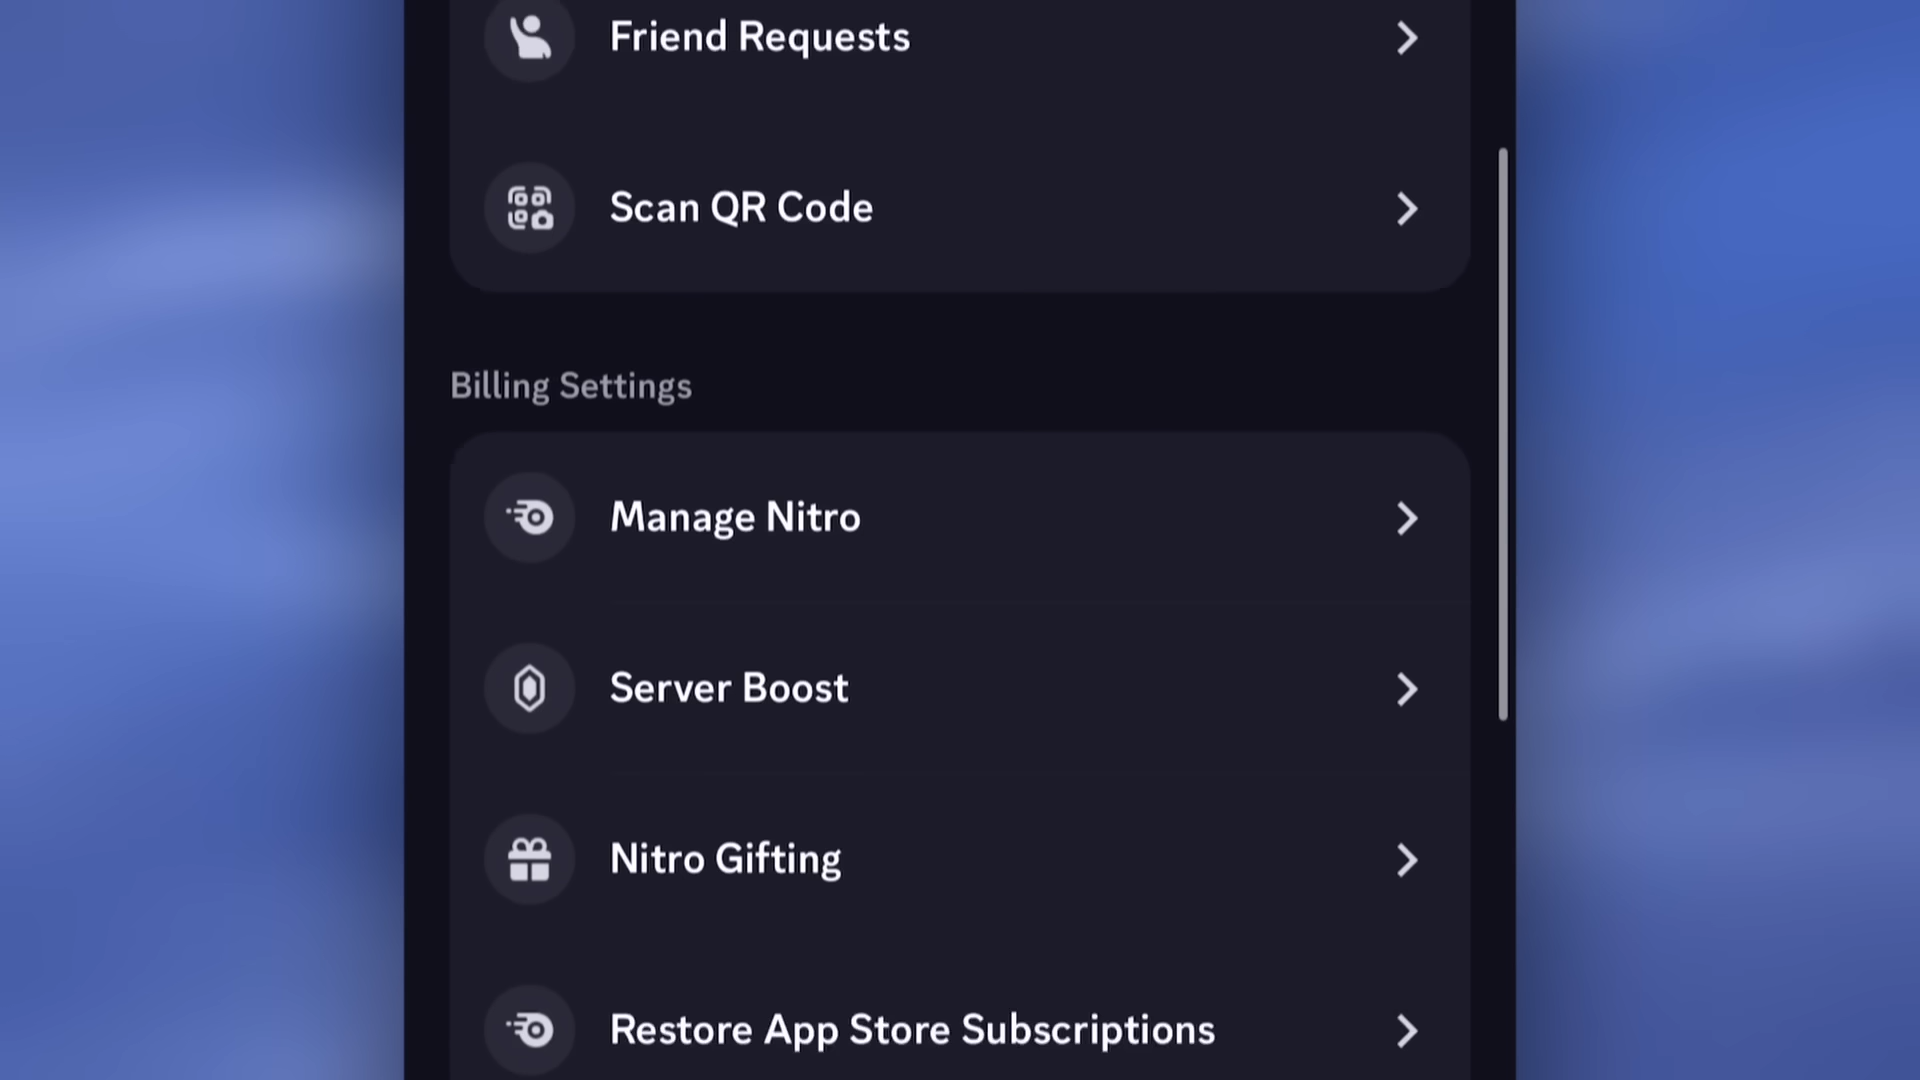 Friend Requests
Scan QR Code
Billing Settings
Manage Nitro
Server Boost
Nitro Gifting
Restore App Store Subscriptions